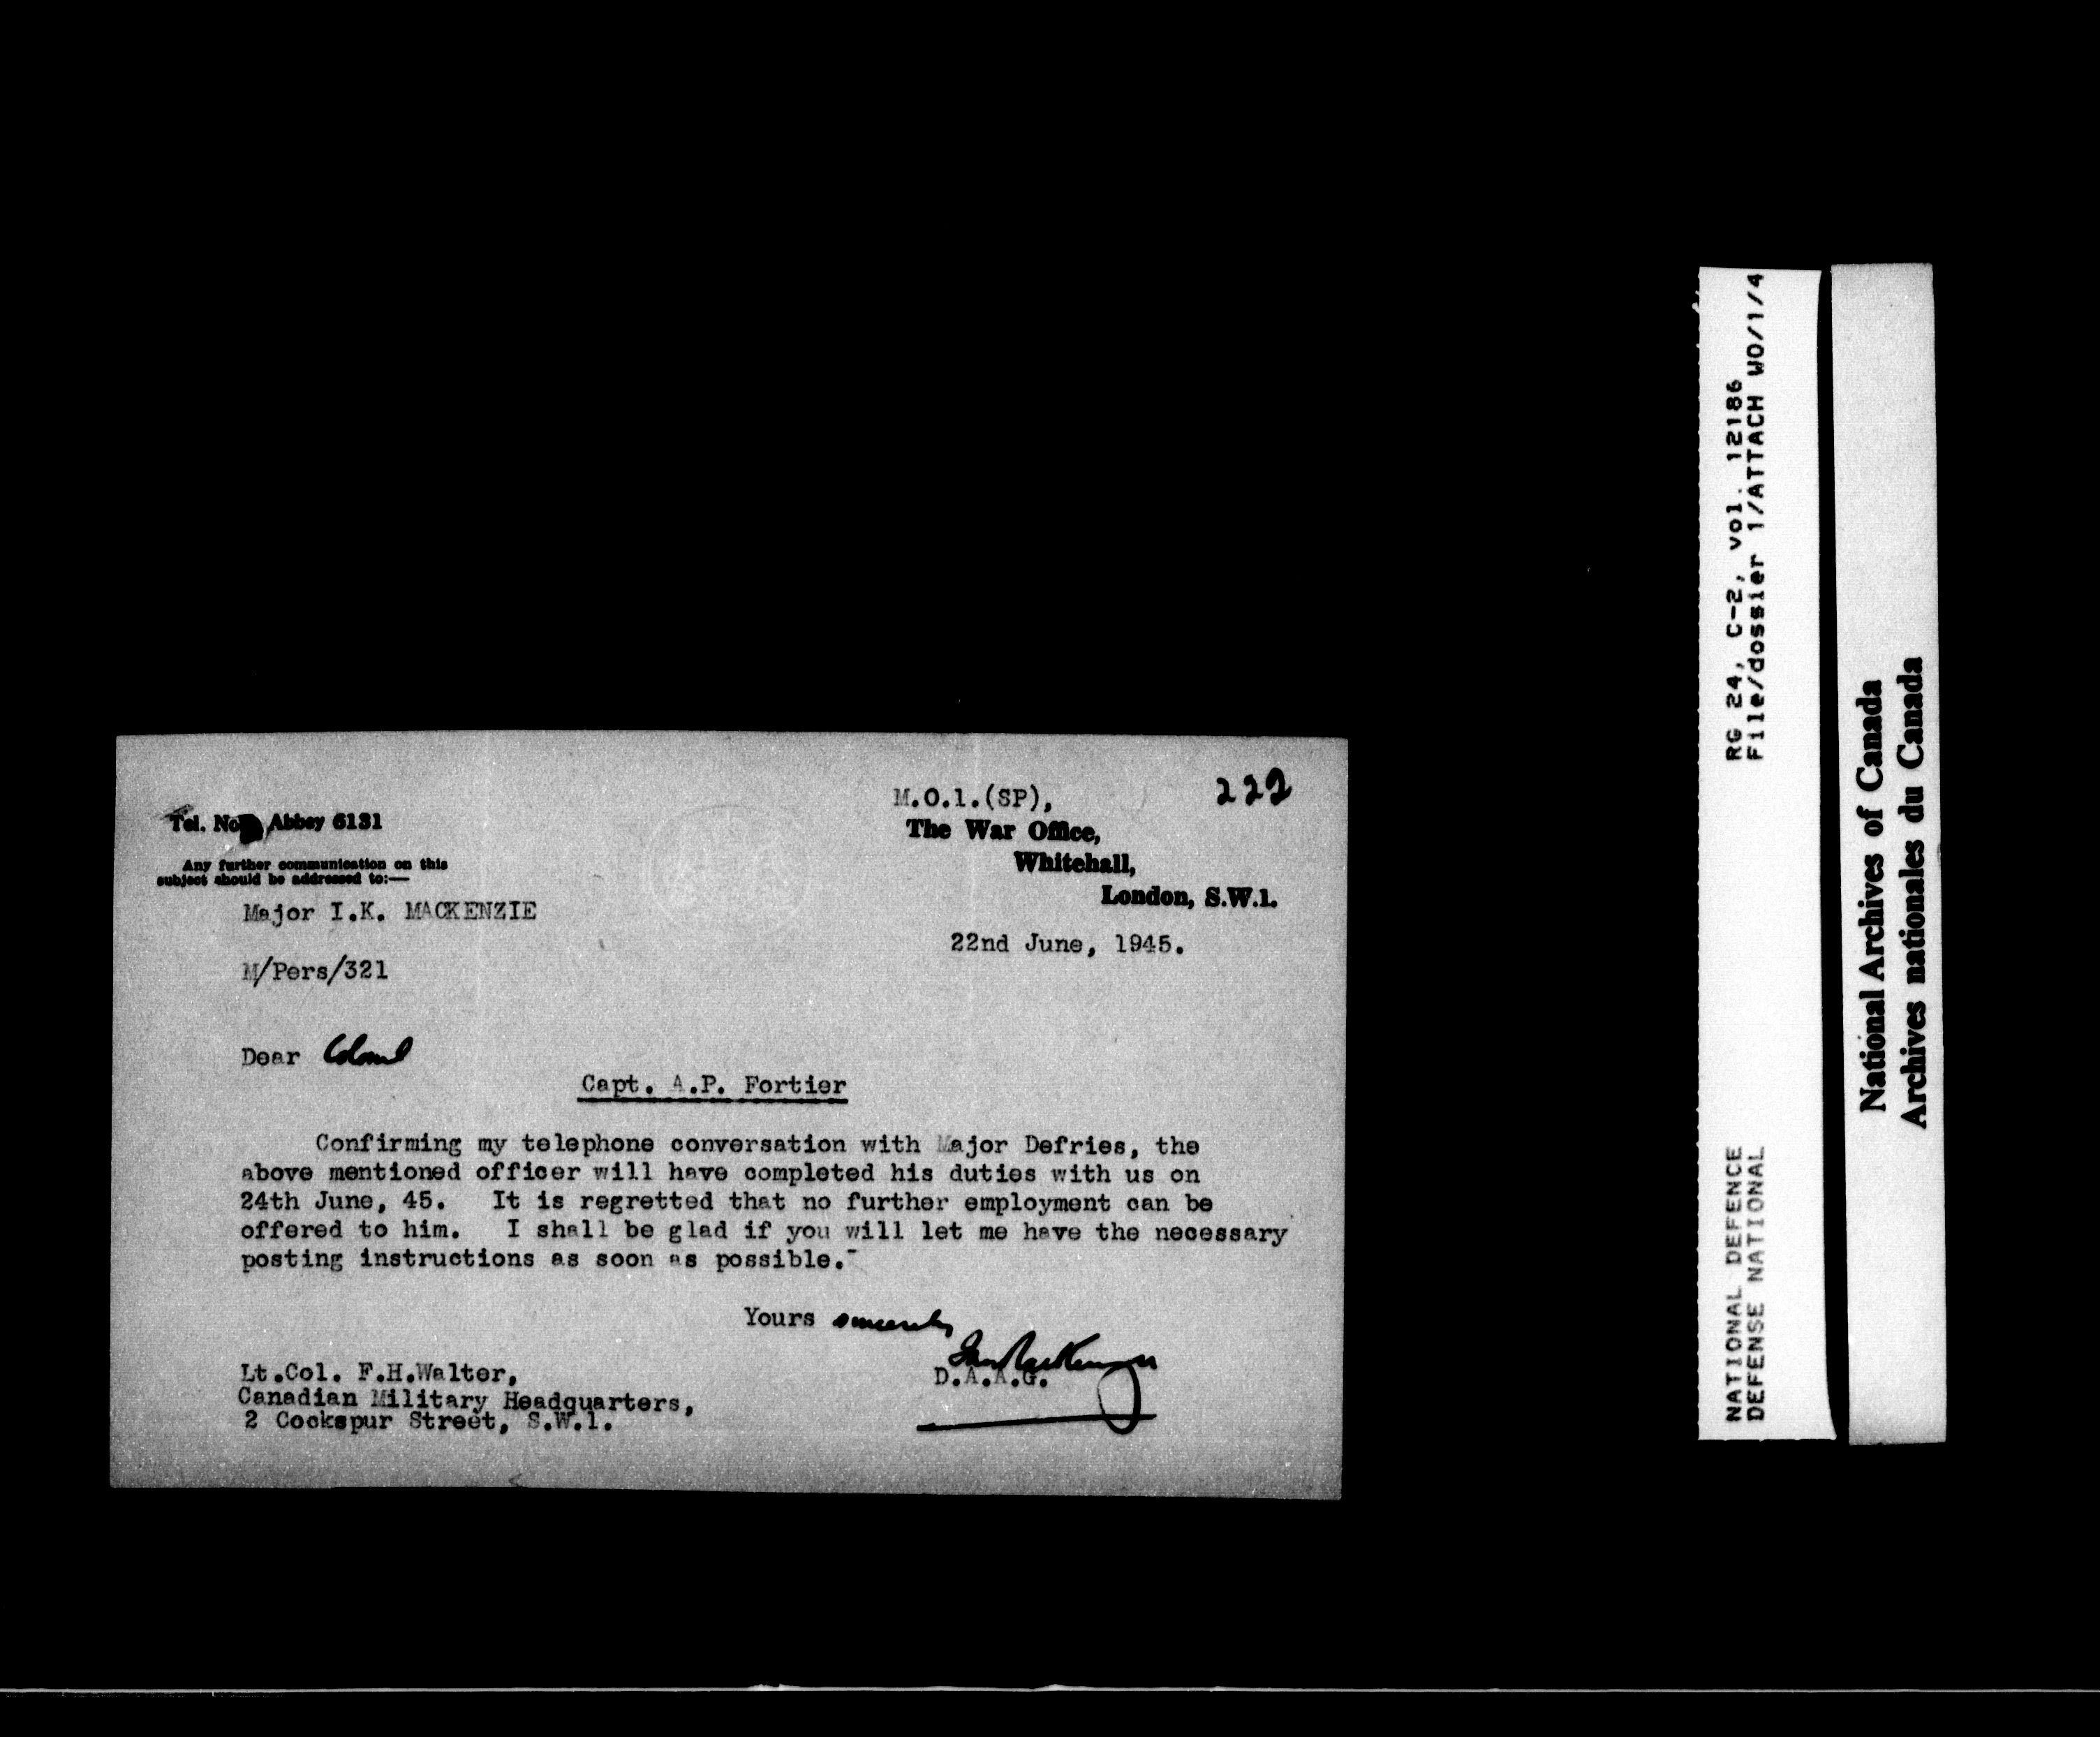 M.O.1.(SP),
222
The War Office,
Whitehall,
London, S.W.1.
Tel. No. Abbey 6131
Any further communication on this
subject should be addressed to:—
Major I.K. MACKENZIE
22nd June, 1945.
M/Pers/321
Dear Colonel
Capt. A.P. Fortier
Confirming my telephone conversation with Major Defries, the
above mentioned officer will have completed his duties with us on
24th June, 45. It is regretted that no further employment can be
offered to him. I shall be glad if you will let me have the necessary
posting instructions as soon as possible.-
Yours sincerely
Ian MacKenzie
D.A.A.G.
Lt.Col. F.H.Walter,
Canadian Military Headquarters,
2 Cockspur Street, S.W.1.
RG 24, C-2, vol. 12186
File/dossier 1/ATTACH WO/1/4
NATIONAL DEFENCE
DEFENSE NATIONAL
National Archives of Canada
Archives nationales du Canada